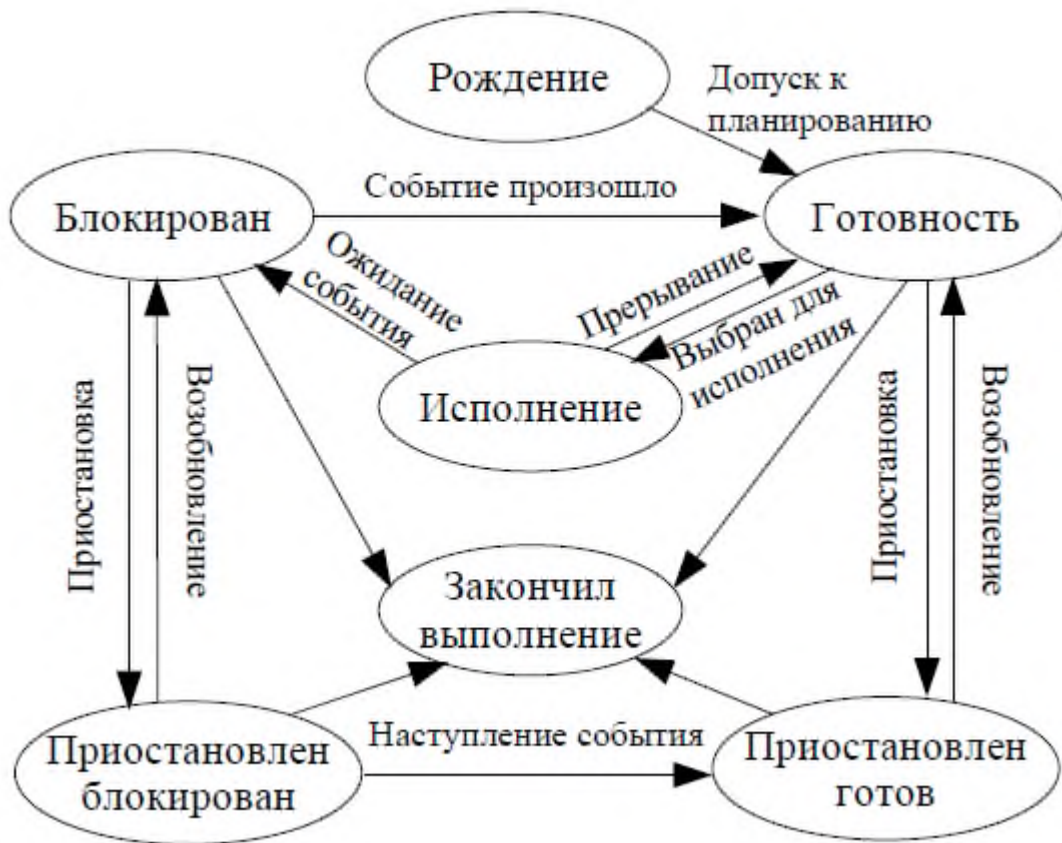 Рождение
Допуск к
планированию
Блокирован
Событие произошло
Готовность
Ожидание
события
Прерывание
Выбран для
исполнения
Исполнение
Приостановка
Возобновление
Приостановка
Возобновление
Закончил
выполнение
Приостановлен
блокирован
Наступление события
Приостановлен
готов